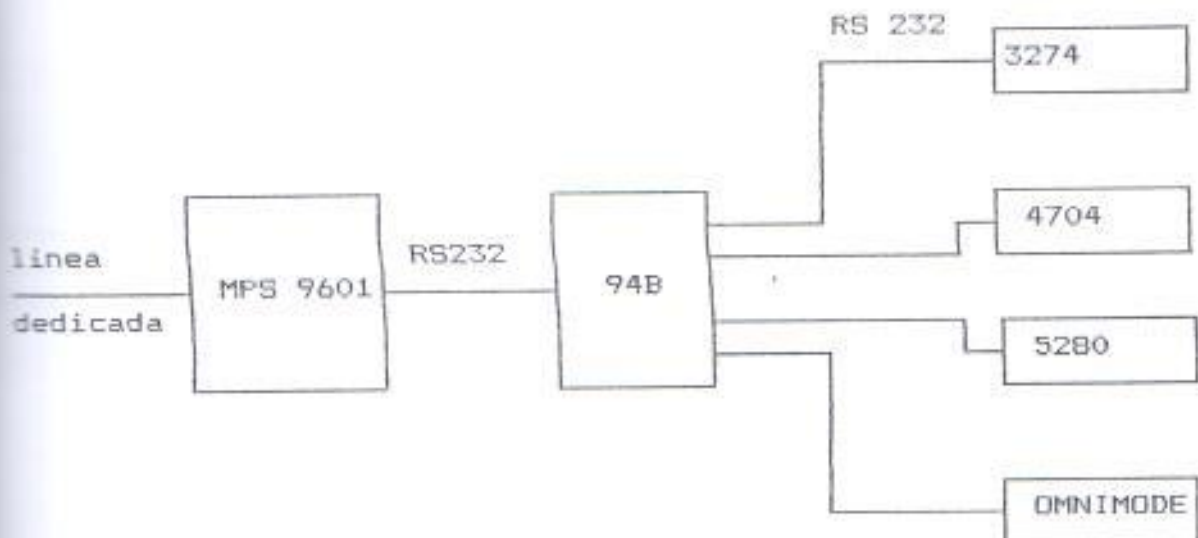 RS 232
3274
4704
linea
dedicada
MPS 9601
RS232
94B
5280
OMNIMODE